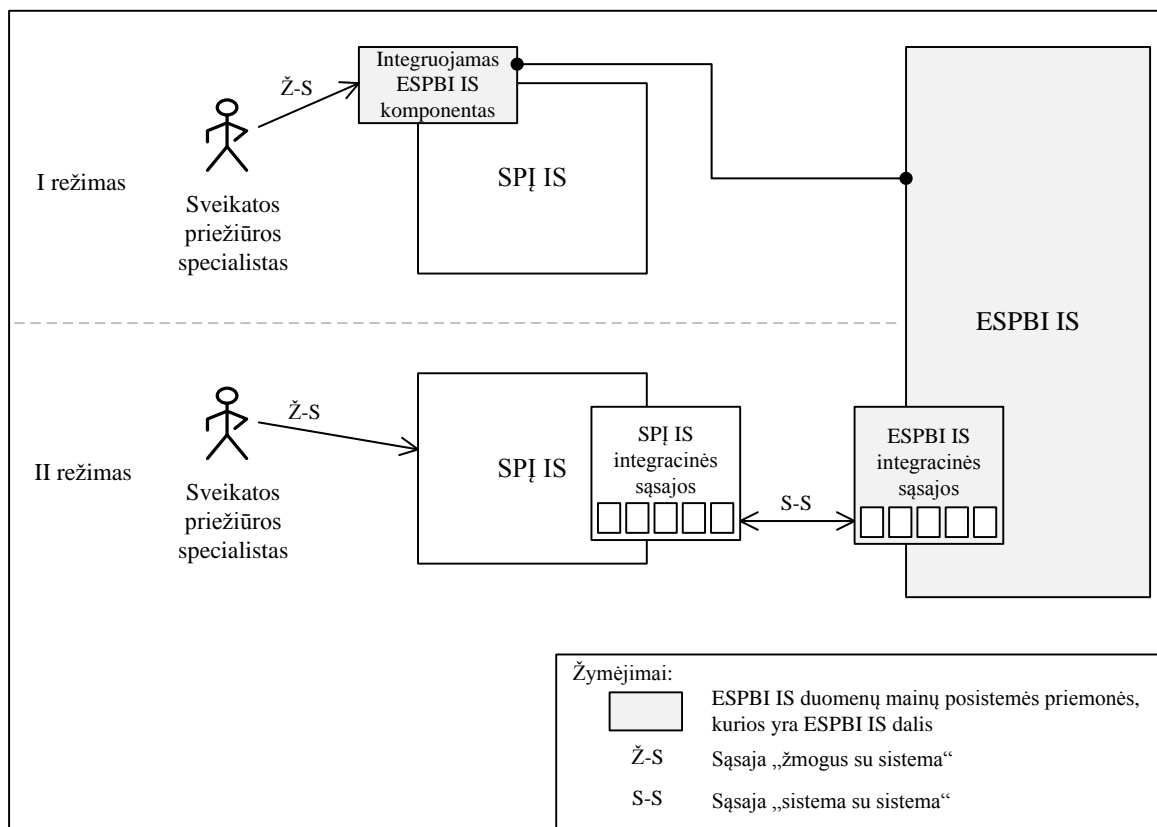 Integruojamas
ESPBI IS
komponentas
Ž-S
SPĮ IS
I režimas
Sveikatos
priežiūros
specialistas
ESPBI IS
Ž-S
SPĮ IS
SPĮ IS
integracinės
sąsajos
S-S
ESPBI IS
integracinės
sąsajos
II režimas
Sveikatos
priežiūros
specialistas
Žymėjimai:
ESPBI IS duomenų mainų posistemės priemonės,
kurios yra ESPBI IS dalis
Ž-S Sąsaja „žmogus su sistema“
S-S Sąsaja „sistema su sistema“